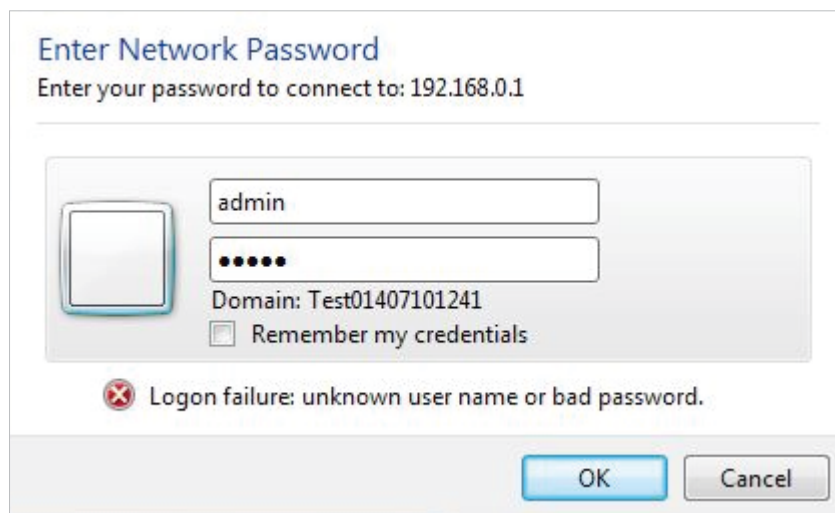 Enter Network Password
Enter your password to connect to: 192.168.0.1
admin
●●●●●
Domain: Test01407101241
Remember my credentials
Logon failure: unknown user name or bad password.
OK
Cancel